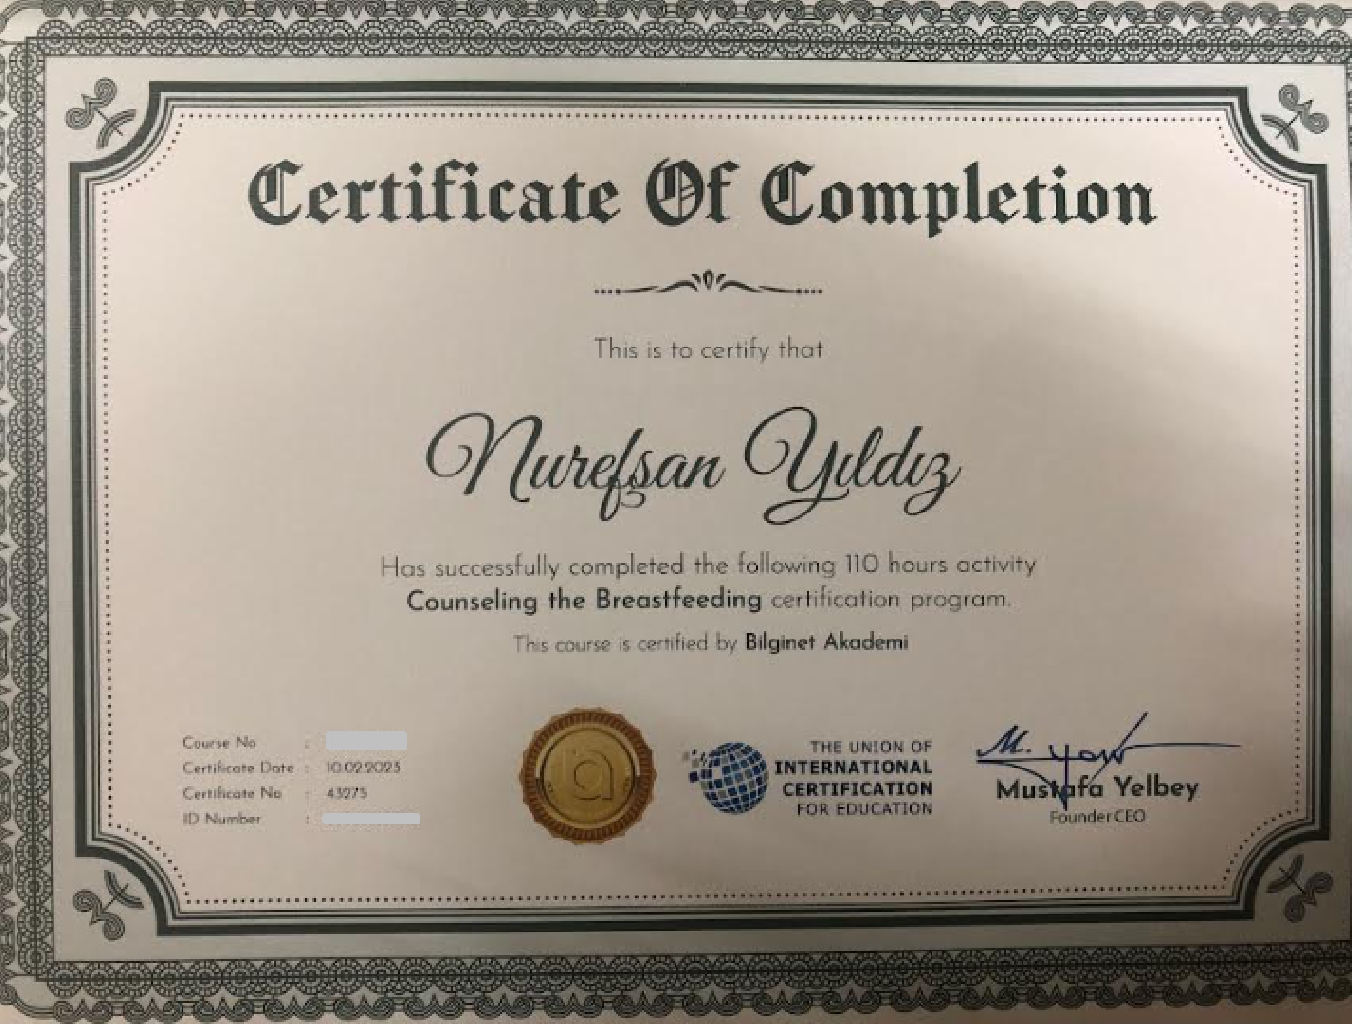 Certificate Of Completion
This is to certify that
Nurefşan Yıldız
Has successfully completed the following 110 hours activity
Counseling the Breastfeeding certification program.
This course is certified by Bilginet Akademi
Course No :
Certificate Date : 10.02.2023
Certificate No : 43275
ID Number :
THE UNION OF
INTERNATIONAL
CERTIFICATION
FOR EDUCATION
Mustafa Yelbey
Founder CEO